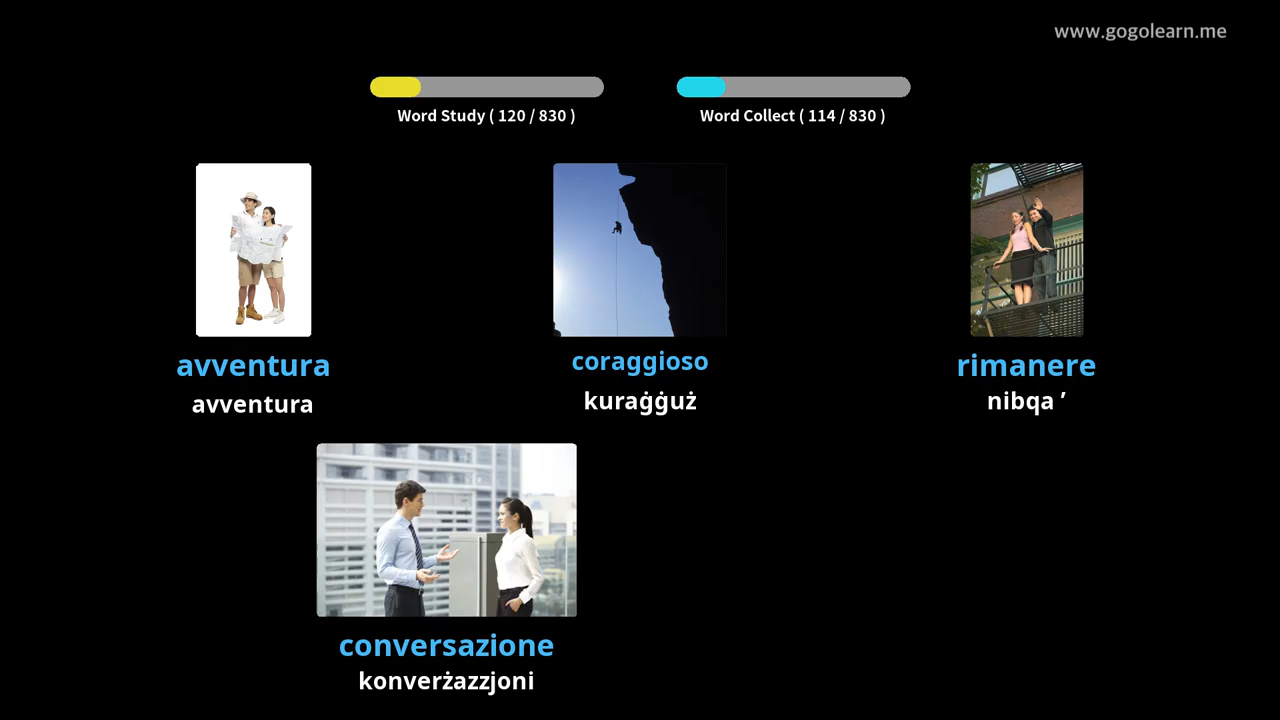 www.gogolearn.me
Word Study ( 120 / 830 )
Word Collect ( 114 / 830 )
avventura
avventura
coraggioso
kuraġġuż
rimanere
nibqa ’
conversazione
konverżazzjoni